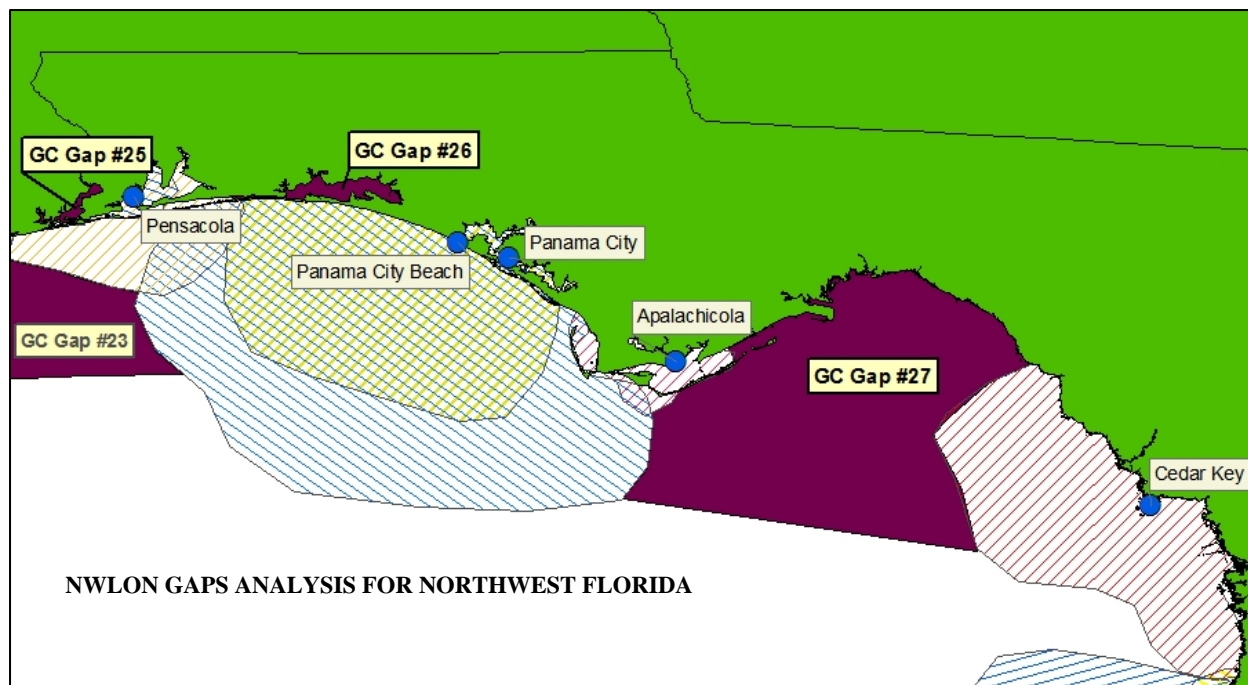 GC Gap #25
GC Gap #26
Pensacola
Panama City
Panama City Beach
Apalachicola
GC Gap #23
GC Gap #27
Cedar Key
NWLON GAPS ANALYSIS FOR NORTHWEST FLORIDA